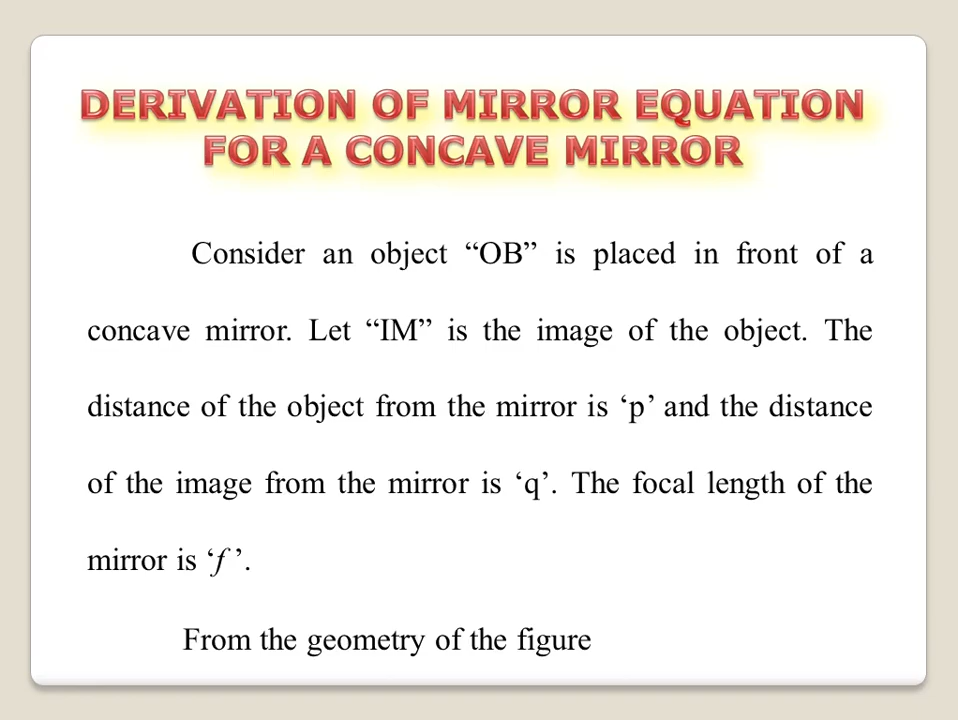 DERIVATION OF MIRROR EQUATION
FOR A CONCAVE MIRROR
Consider an object “OB” is placed in front of a
concave mirror. Let “IM” is the image of the object. The
distance of the object from the mirror is ‘p’ and the distance
of the image from the mirror is ‘q’. The focal length of the
mirror is ‘f ’.
From the geometry of the figure